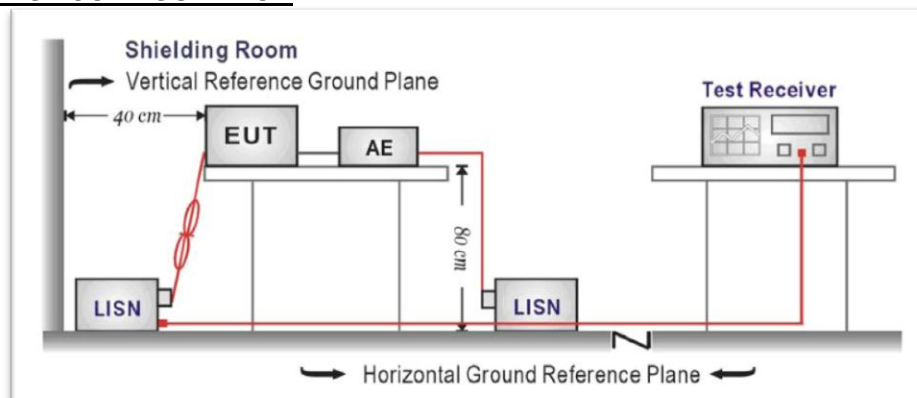 Shielding Room
Vertical Reference Ground Plane
Test Receiver
40 cm
EUT
AE
80 cm
LISN
LISN
Horizontal Ground Reference Plane